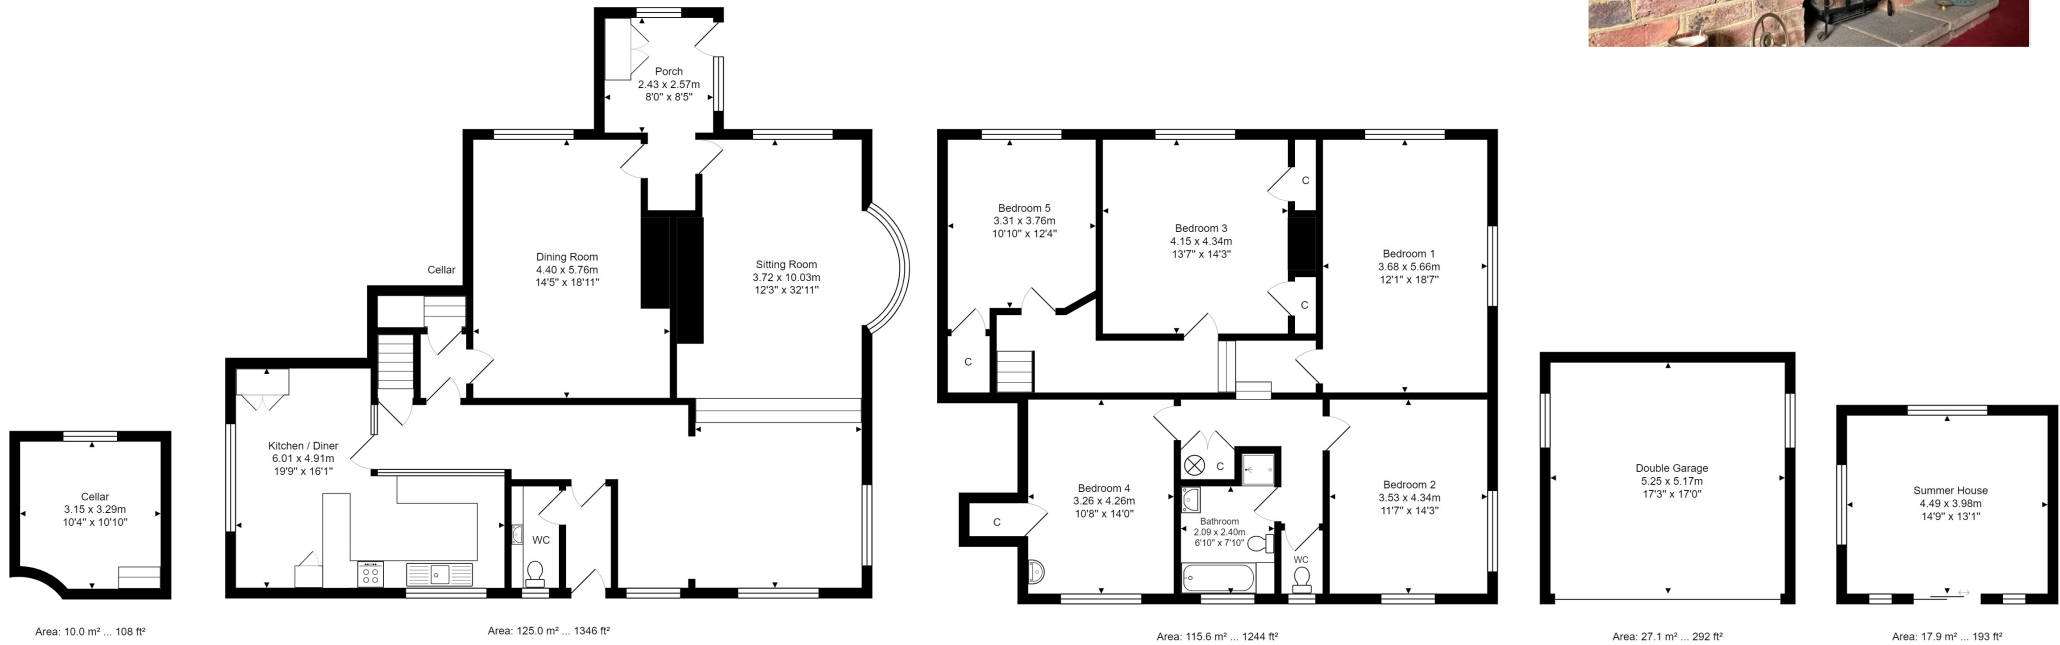 Porch
2.43 x 2.57m
8'0" x 8'5"
Cellar
Dining Room
4.40 x 5.76m
14'5" x 18'11"
Sitting Room
3.72 x 10.03m
12'3" x 32'11"
Kitchen / Diner
6.01 x 4.91m
19'9" x 16'1"
WC
Cellar
3.15 x 3.29m
10'4" x 10'10"
Area: 10.0 m² ... 108 ft²
Area: 125.0 m² ... 1346 ft²
Bedroom 5
3.31 x 3.76m
10'10" x 12'4"
Bedroom 3
4.15 x 4.34m
13'7" x 14'3"
C
C
Bedroom 1
3.68 x 5.66m
12'1" x 18'7"
C
Bedroom 4
3.26 x 4.26m
10'8" x 14'0"
C
C
Bathroom
2.09 x 2.40m
6'10" x 7'10"
WC
Bedroom 2
3.53 x 4.34m
11'7" x 14'3"
Area: 115.6 m² ... 1244 ft²
Double Garage
5.25 x 5.17m
17'3" x 17'0"
Area: 27.1 m² ... 292 ft²
Summer House
4.49 x 3.98m
14'9" x 13'1"
Area: 17.9 m² ... 193 ft²